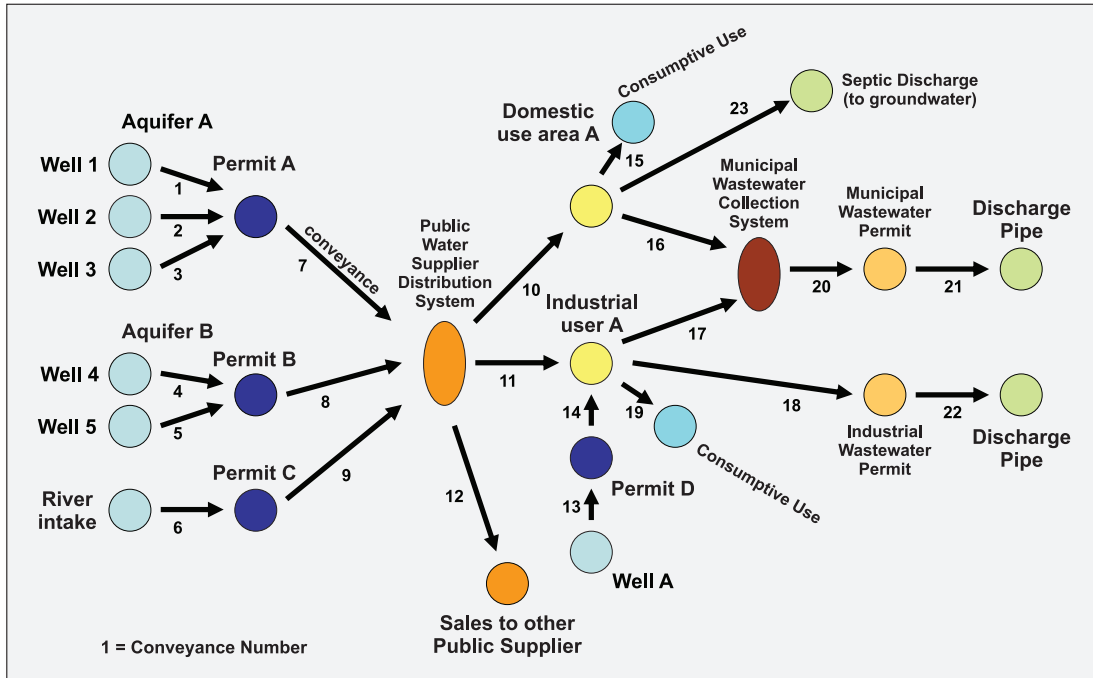 Aquifer A
Well 1
1
Permit A
Well 2
2
Well 3
3
7
conveyance
Aquifer B
Well 4
4
Permit B
Well 5
5
8
River
intake
6
Permit C
9
Public
Water
Supplier
Distribution
System
10
11
12
Sales to other
Public Supplier
Domestic
use area A
Consumptive Use
15
23
Septic Discharge
(to groundwater)
16
Municipal
Wastewater
Collection
System
Industrial
user A
17
20
Municipal
Wastewater
Permit
21
Discharge
Pipe
14
19
Consumptive Use
18
Industrial
Wastewater
Permit
22
Discharge
Pipe
Permit D
13
Well A
1 = Conveyance Number